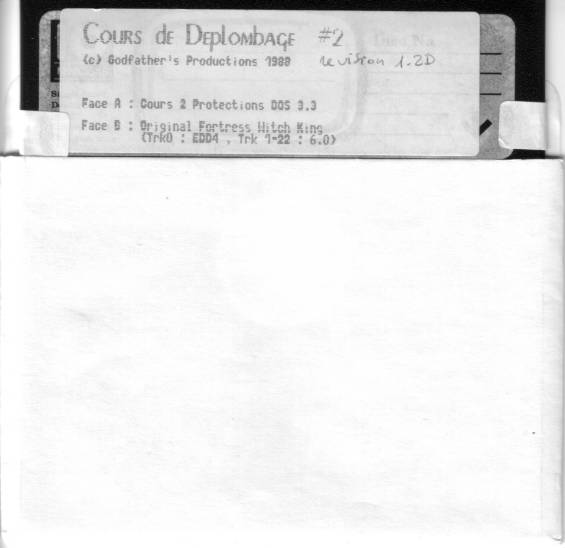 COURS DE DEPLOMBAGE #2
(c) Godfather's Productions 1988 revision 1.2D
Face A : Cours 2 Protections DOS 3.3
Face B : Original Fortress Witch King
(Trk0 : EDD4 , Trk 1-22 : 6.0)